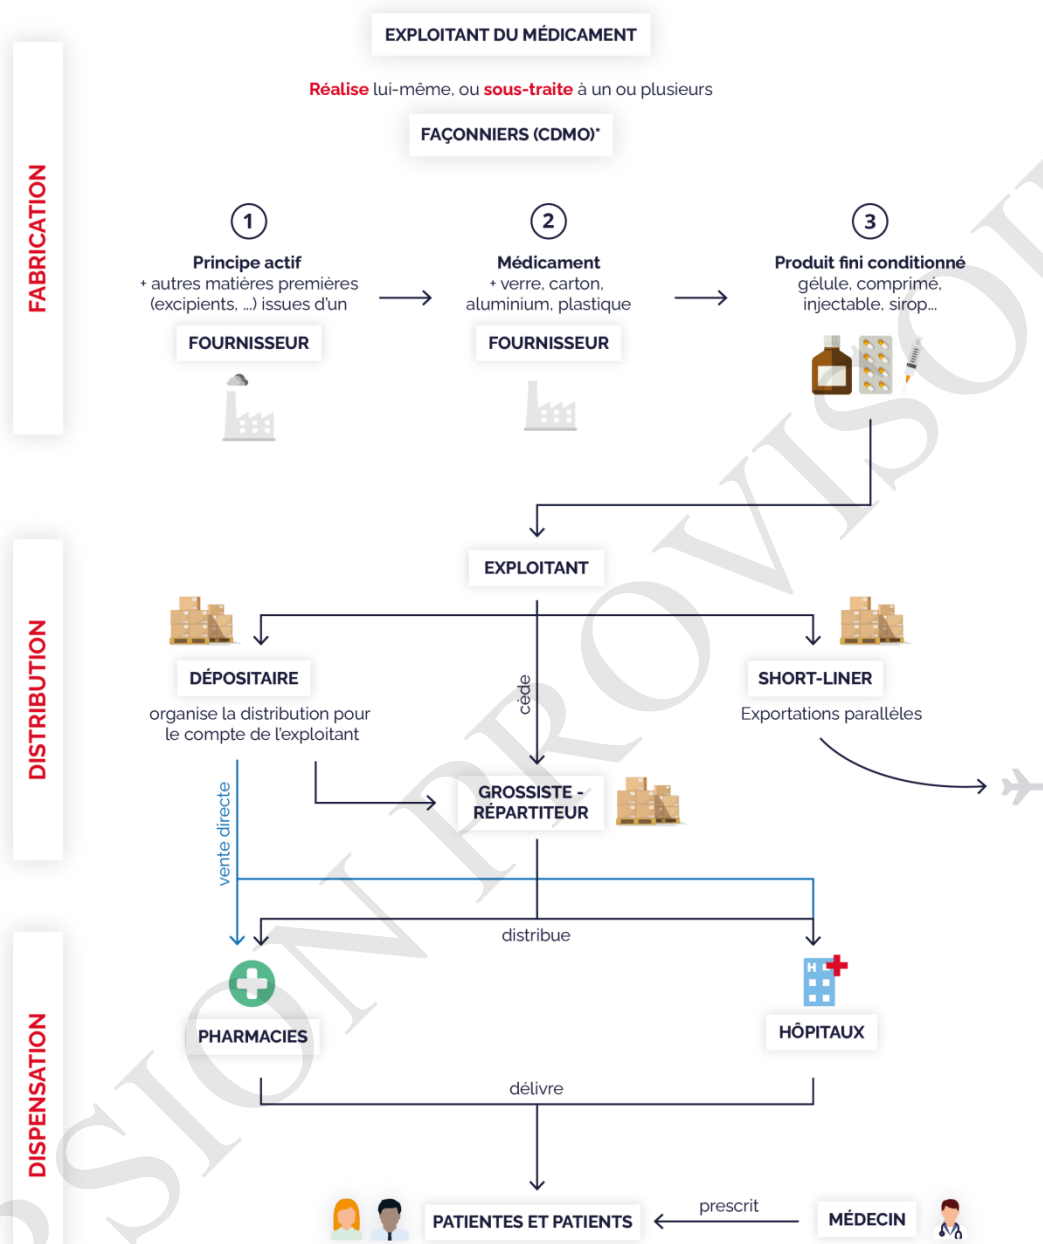 EXPLOITANT DU MÉDICAMENT
Réalise lui-même, ou sous-traite à un ou plusieurs
FAÇONNIERS (CDMO)*
FABRICATION
1
Principe actif
+ autres matières premières
(excipients, ...) issues d'un
FOURNISSEUR
2
Médicament
+ verre, carton,
aluminium, plastique
FOURNISSEUR
3
Produit fini conditionné
gélule, comprimé,
injectable, sirop...
DISTRIBUTION
EXPLOITANT
DÉPOSITAIRE
organise la distribution pour
le compte de l'exploitant
cède
SHORT-LINER
Exportations parallèles
GROSSISTE -
RÉPARTITEUR
vente directe
distribue
DISPENSATION
PHARMACIES
H
HÔPITAUX
délivre
PATIENTES ET PATIENTS
prescrit
MÉDECIN
VERSION PROVISOIRE